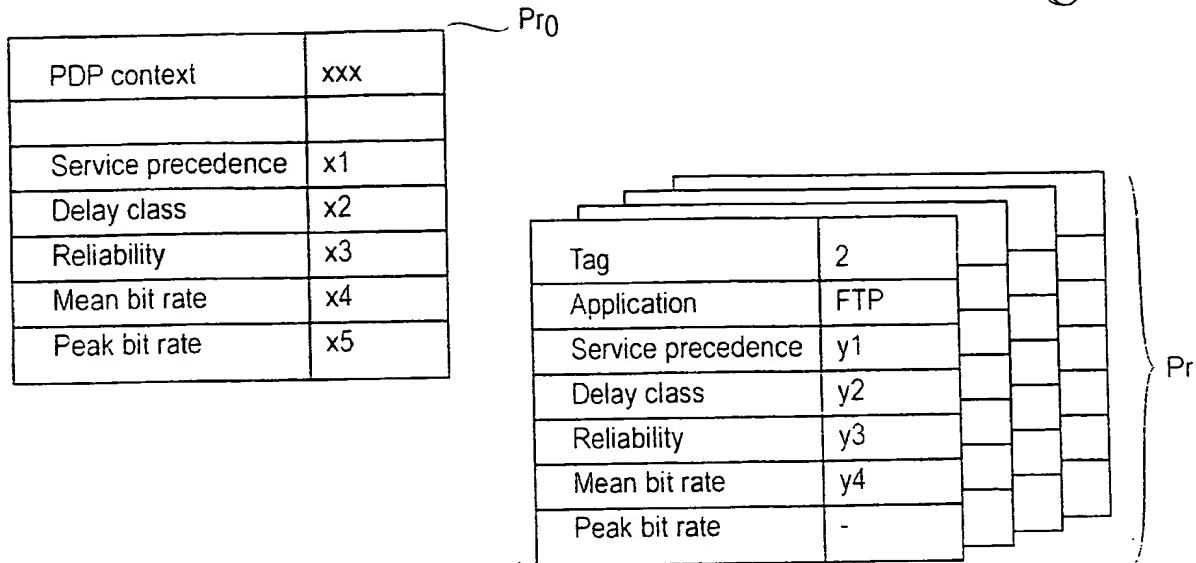 Pr0
PDP context xxx
Service precedence x1
Delay class x2
Reliability x3
Mean bit rate x4
Peak bit rate x5
Tag 2
Application FTP
Service precedence y1
Delay class y2
Reliability y3
Mean bit rate y4
Peak bit rate -
Pr